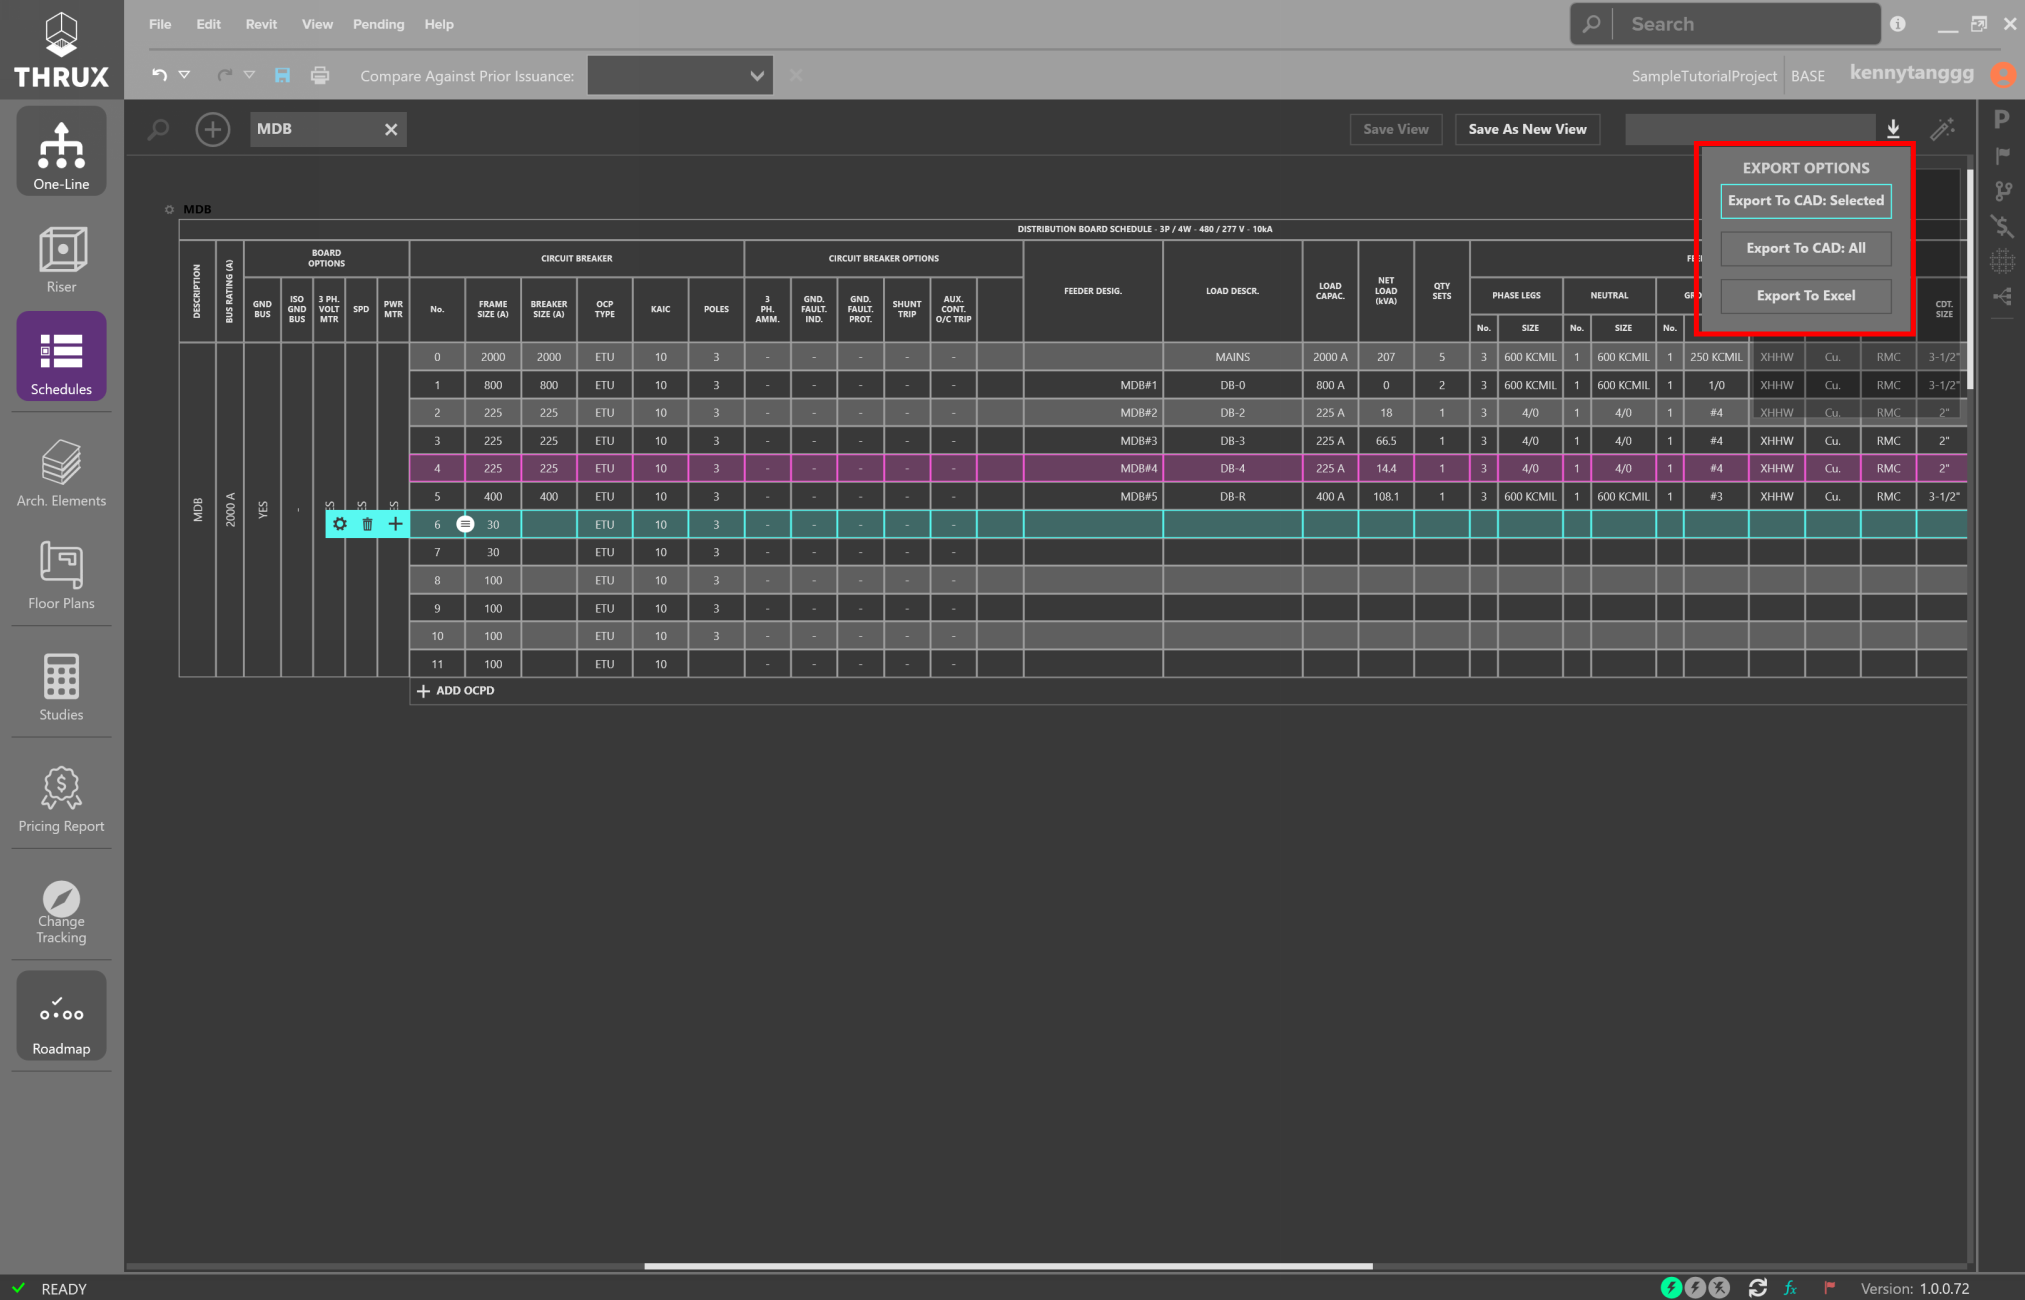 THRUX
File Edit Revit View Pending Help
Search
Compare Against Prior Issuance:
SampleTutorialProject BASE kennytanggg
One-Line
Riser
Schedules
Arch. Elements
Floor Plans
Studies
Pricing Report
Change
Tracking
Roadmap
MDB
Save View Save As New View
P
EXPORT OPTIONS
Export To CAD: Selected
Export To CAD: All
Export To Excel
MDB
DISTRIBUTION BOARD SCHEDULE - 3P / 4W - 480 / 277 V - 10kA
DESCRIPTION
BUS RATING (A)
BOARD
OPTIONS
CIRCUIT BREAKER
CIRCUIT BREAKER OPTIONS
GND
BUS
ISO
GND
BUS
3 PH.
VOLT
MTR
SPD
PWR
MTR
No.
FRAME
SIZE (A)
BREAKER
SIZE (A)
OCP
TYPE
KAIC
POLES
3
PH.
AMM.
GND.
FAULT.
IND.
GND.
FAULT.
PROT.
SHUNT
TRIP
AUX.
CONT.
O/C TRIP
FEEDER DESIG.
LOAD DESCR.
LOAD
CAPAC.
NET
LOAD
(kVA)
QTY
SETS
PHASE LEGS
NEUTRAL
No. SIZE No. SIZE No.
CDT.
SIZE
MDB
2000 A
YES
-
0 2000 2000 ETU 10 3 - - - - - MAINS 2000 A 207 5 3 600 KCMIL 1 600 KCMIL 1 250 KCMIL XHHW Cu. RMC 3-1/2"
1 800 800 ETU 10 3 - - - - - MDB#1 DB-0 800 A 0 2 3 600 KCMIL 1 600 KCMIL 1 1/0 XHHW Cu. RMC 3-1/2"
2 225 225 ETU 10 3 - - - - - MDB#2 DB-2 225 A 18 1 3 4/0 1 4/0 1 #4 XHHW Cu. RMC 2"
3 225 225 ETU 10 3 - - - - - MDB#3 DB-3 225 A 66.5 1 3 4/0 1 4/0 1 #4 XHHW Cu. RMC 2"
4 225 225 ETU 10 3 - - - - - MDB#4 DB-4 225 A 14.4 1 3 4/0 1 4/0 1 #4 XHHW Cu. RMC 2"
5 400 400 ETU 10 3 - - - - - MDB#5 DB-R 400 A 108.1 1 3 600 KCMIL 1 600 KCMIL 1 #3 XHHW Cu. RMC 3-1/2"
6 30 ETU 10 3 - - - - -
7 30 ETU 10 3 - - - - -
8 100 ETU 10 3 - - - - -
9 100 ETU 10 3 - - - - -
10 100 ETU 10 3 - - - - -
11 100 ETU 10 - - - - -
ADD OCPD
READY
fx
Version: 1.0.0.72